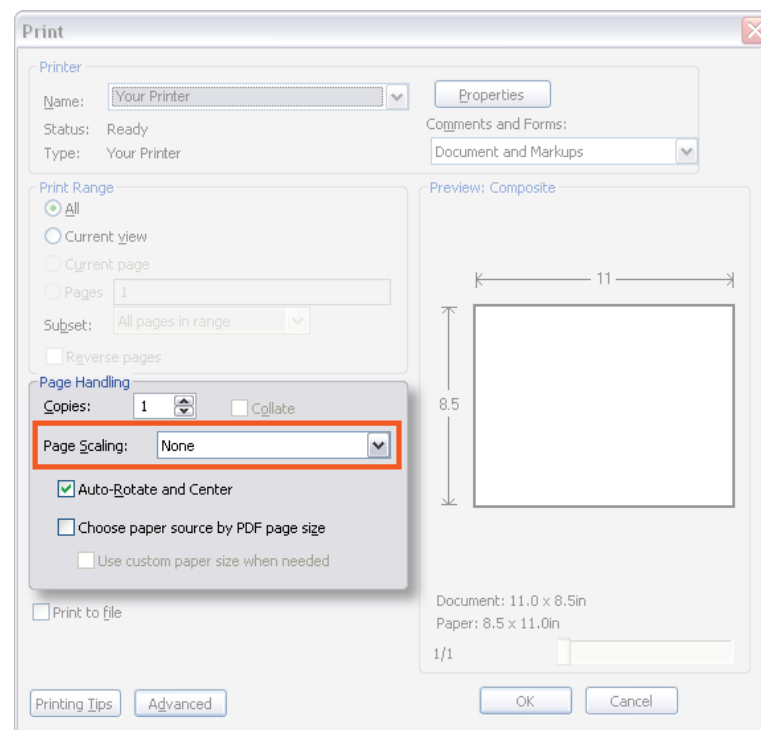 Print
Printer
Name: Your Printer
Properties
Status: Ready
Comments and Forms:
Type: Your Printer
Document and Markups
Print Range
All
Current view
Current page
Pages 1
Subset: All pages in range
Reverse pages
Preview: Composite
11
8.5
Page Handling
Copies: 1 Collate
Page Scaling: None
Auto-Rotate and Center
Choose paper source by PDF page size
Use custom paper size when needed
Print to file
Document: 11.0 x 8.5in
Paper: 8.5 x 11.0in
1/1
Printing Tips Advanced OK Cancel